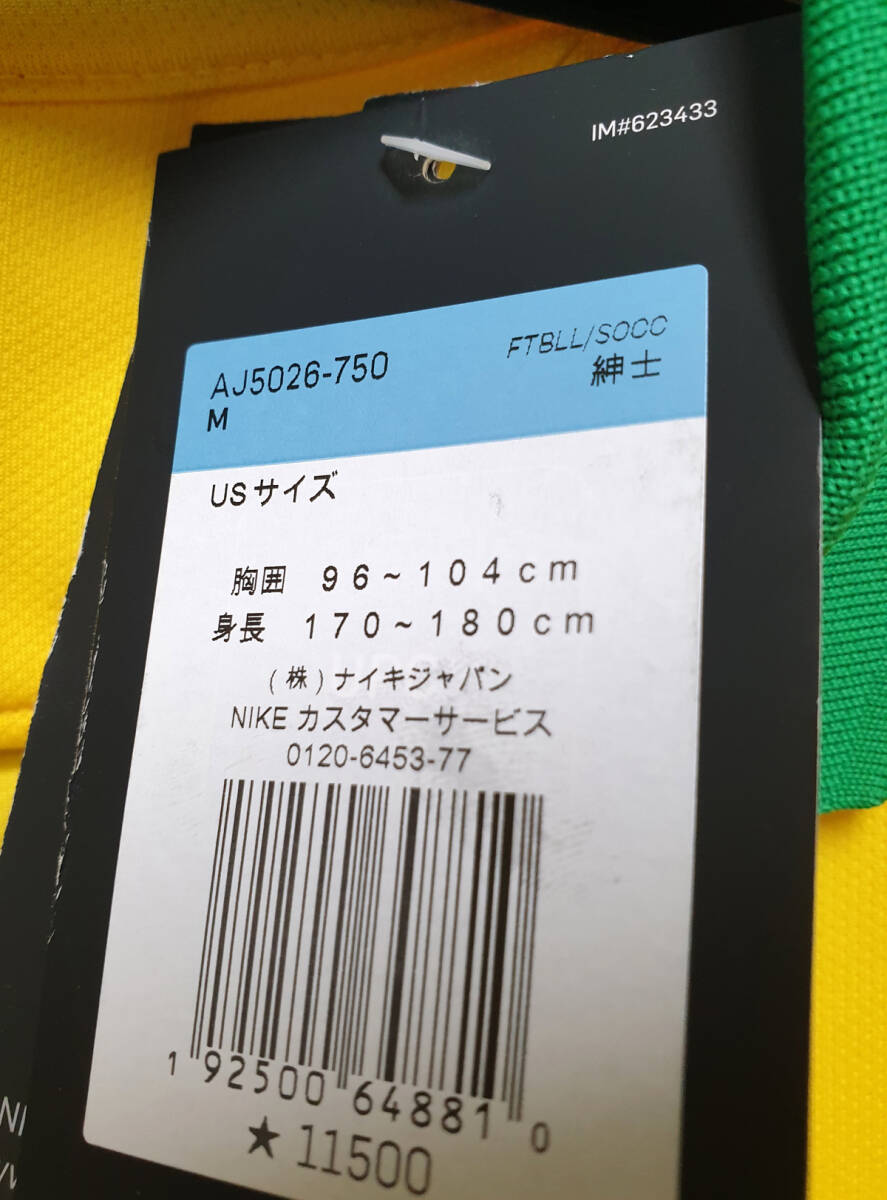 IM#623433
AJ5026-750
FTBLL/SOCC
M
紳士
USサイズ
胸囲 96~104cm
身長 170~180cm
(株)ナイキジャパン
NIKE カスタマーサービス
0120-6453-77
1 92500 64881 0
★11500
NI